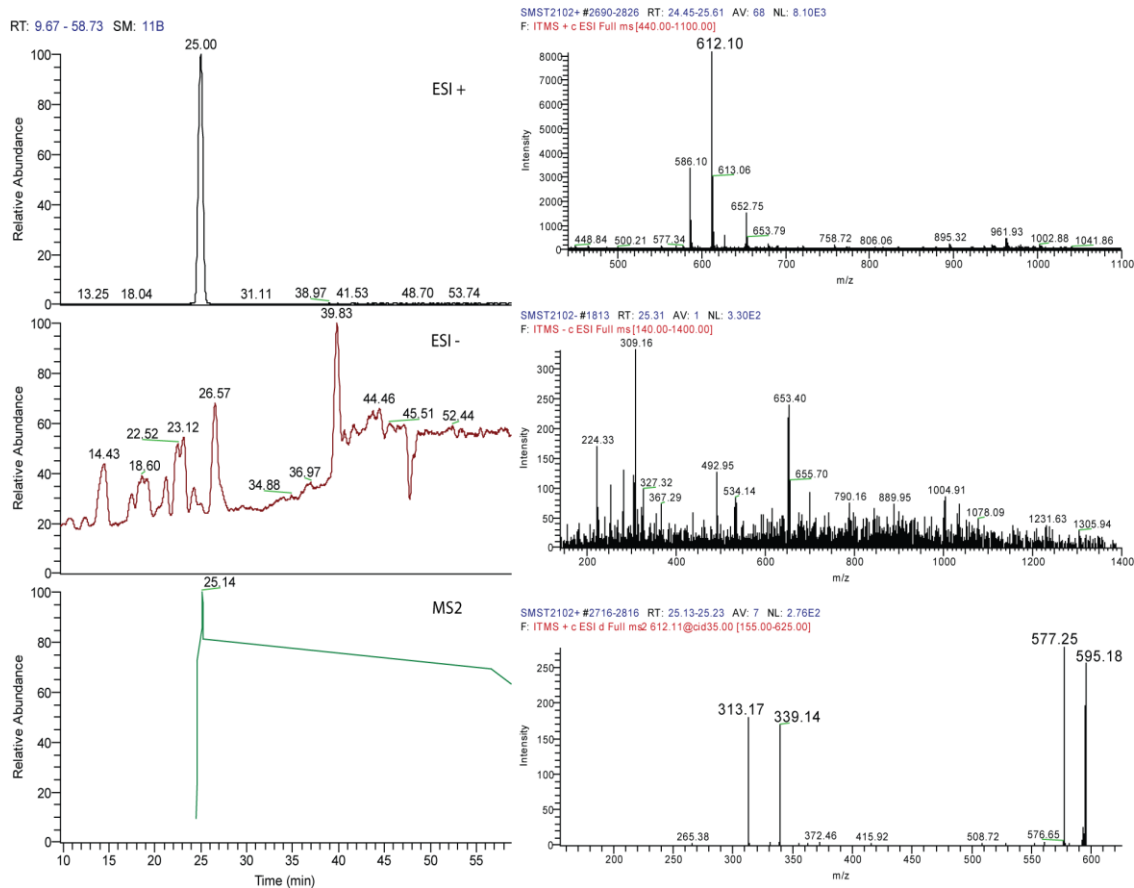 RT: 9.67 - 58.73 SM: 11B
25.00
ESI +
100
80
60
40
20
0
Relative Abundance
13.25 18.04 31.11 38.97 41.53 48.70 53.74
39.83
ESI -
100
80
60
40
20
0
Relative Abundance
14.43 18.60 22.52 23.12 26.57 34.88 36.97 44.46 45.51 52.44
25.14
MS2
100
80
60
40
20
0
Relative Abundance
10 15 20 25 30 35 40 45 50 55
Time (min)
SMST2102+ #2690-2826 RT: 24.45-25.61 AV: 68 NL: 8.10E3
F: ITMS + c ESI Full ms [440.00-1100.00]
612.10
8000
7000
6000
5000
4000
3000
2000
1000
0
Intensity
586.10 613.06 652.75 653.79
448.84 500.21 577.34 758.72 806.06 895.32 961.93 1002.88 1041.86
500 600 700 800 900 1000 1100
m/z
SMST2102- #1813 RT: 25.31 AV: 1 NL: 3.30E2
F: ITMS - c ESI Full ms [140.00-1400.00]
309.16
300
250
200
150
100
50
0
Intensity
224.33 327.32 367.29 492.95 534.14 653.40 655.70 790.16 889.95 1004.91 1078.09 1231.63 1305.94
200 400 600 800 1000 1200 1400
m/z
SMST2102+ #2716-2816 RT: 25.13-25.23 AV: 7 NL: 2.76E2
F: ITMS + c ESI d Full ms2 612.11@cid35.00 [155.00-625.00]
577.25
595.18
250
200
150
100
50
0
Intensity
313.17 339.14
265.38 372.46 415.92 508.72 576.65
200 250 300 350 400 450 500 550 600
m/z